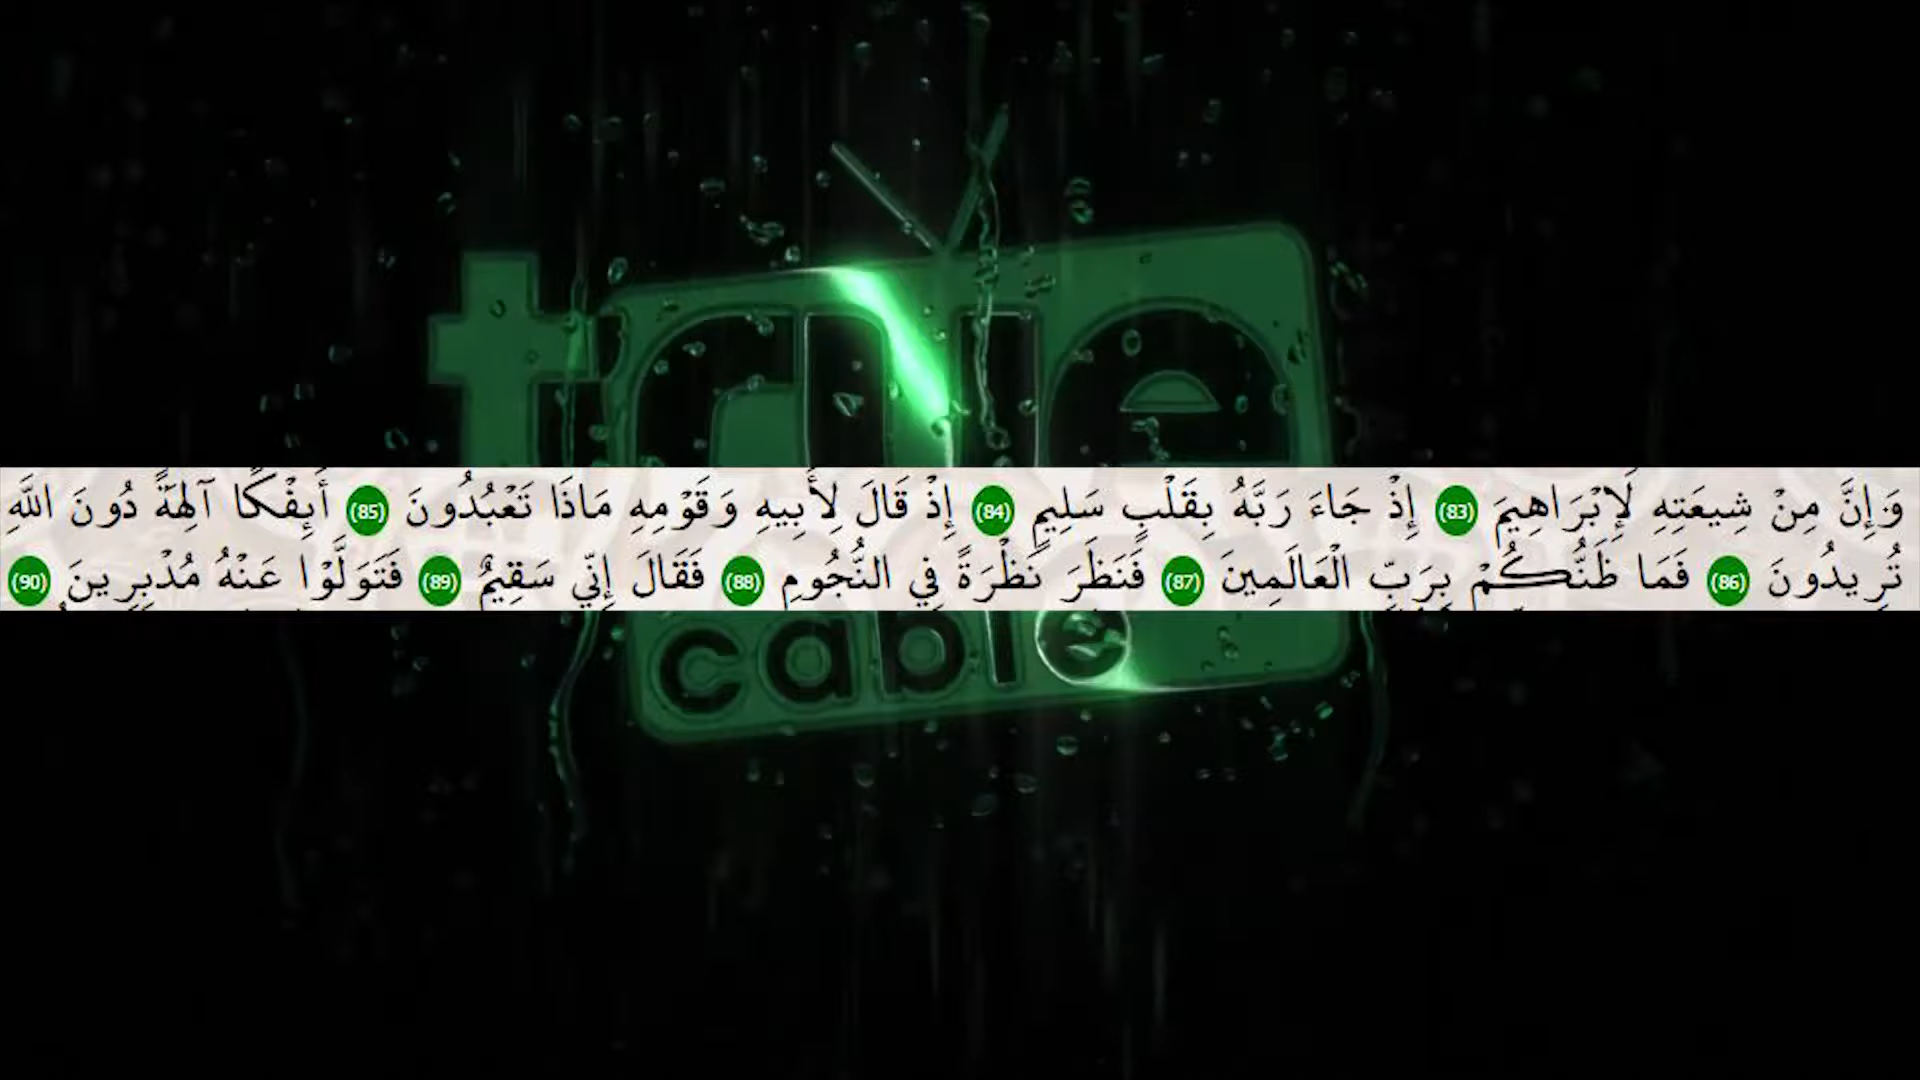 true
وَإِنَّ مِنْ شِيعَتِهِ لَإِبْرَاهِيمَ (83) إِذْ جَاءَ رَبَّهُ بِقَلْبٍ سَلِيمٍ (84) إِذْ قَالَ لِأَبِيهِ وَقَوْمِهِ مَاذَا تَعْبُدُونَ (85) أَئِفْكًا آلِهَةً دُونَ اللَّهِ
تُرِيدُونَ (86) فَمَا ظَنُّكُمْ بِرَبِّ الْعَالَمِينَ (87) فَنَظَرَ نَظْرَةً فِي النُّجُومِ (88) فَقَالَ إِنِّي سَقِيمٌ (89) فَتَوَلَّوْا عَنْهُ مُدْبِرِينَ (90)
cable